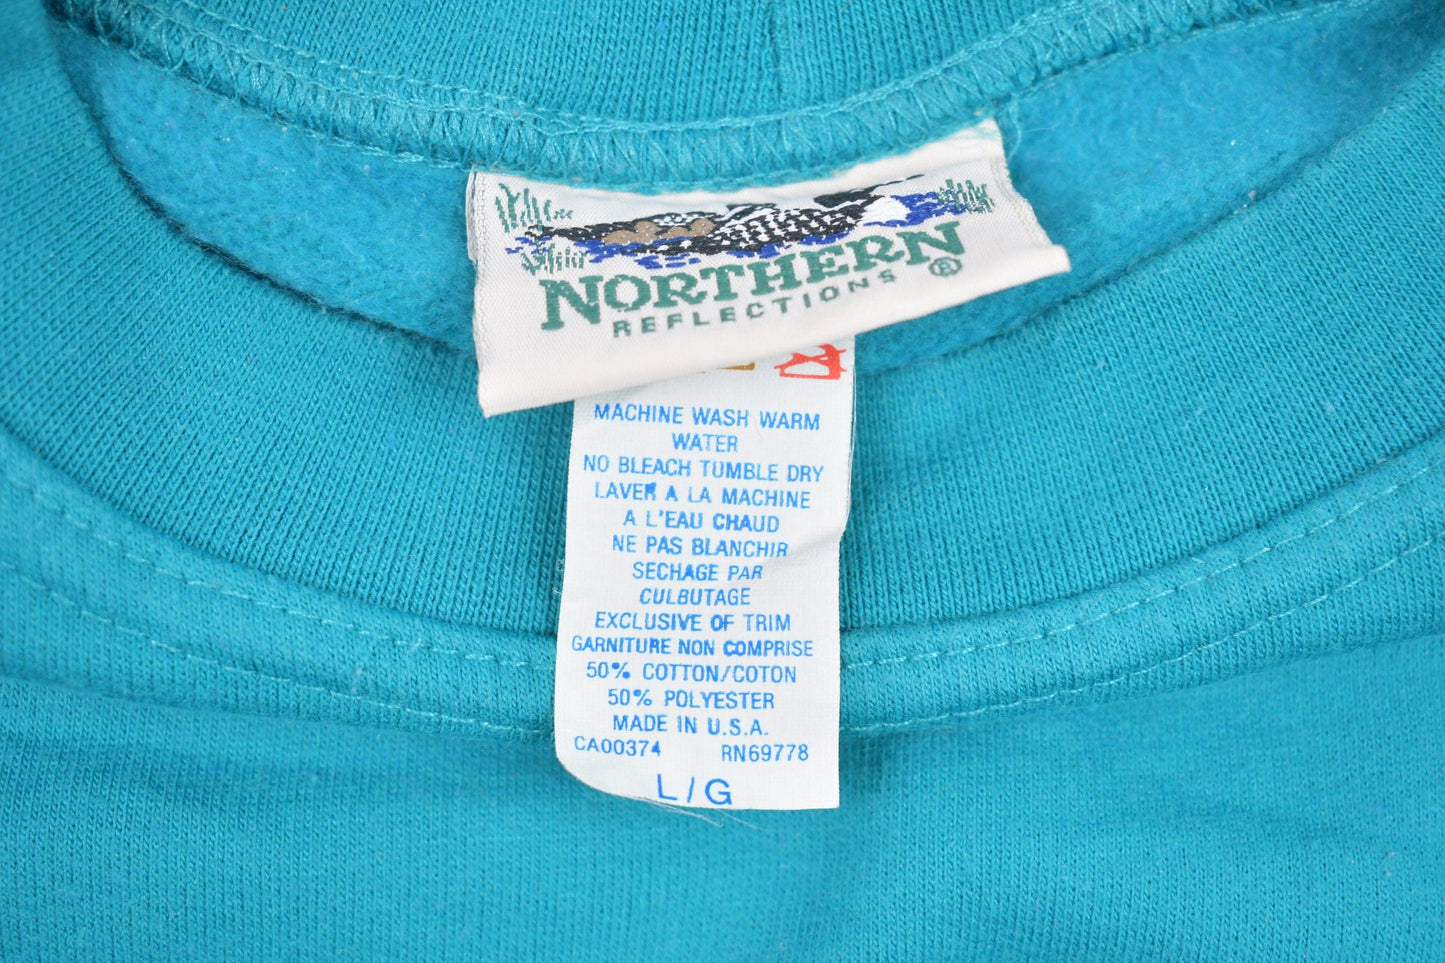 NORTHERN ®
REFLECTIONS
MACHINE WASH WARM
WATER
NO BLEACH TUMBLE DRY
LAVER A LA MACHINE
A L'EAU CHAUD
NE PAS BLANCHIR
SECHAGE PAR
CULBUTAGE
EXCLUSIVE OF TRIM
GARNITURE NON COMPRISE
50% COTTON/COTON
50% POLYESTER
MADE IN U.S.A.
CA00374 RN69778
L/G